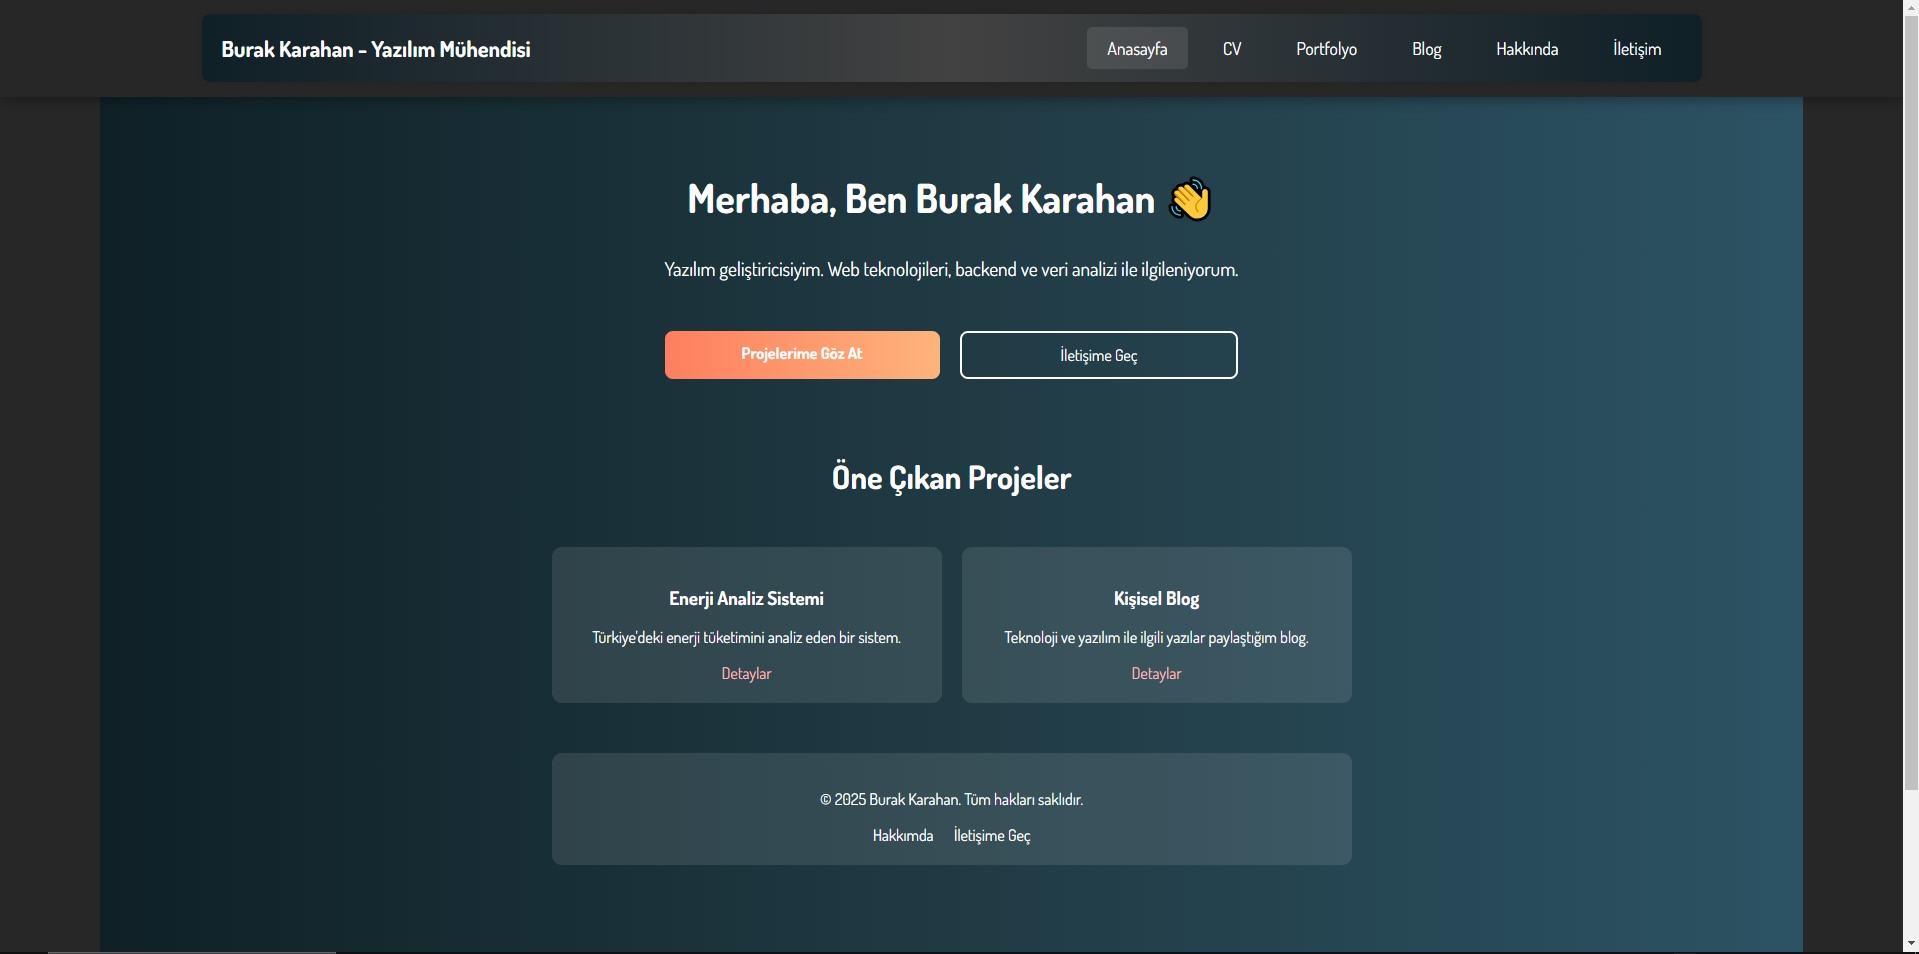 Burak Karahan - Yazılım Mühendisi
Anasayfa CV Portfolyo Blog Hakkında İletişim
Merhaba, Ben Burak Karahan 👋
Yazılım geliştiricisiyim. Web teknolojileri, backend ve veri analizi ile ilgileniyorum.
Projelerime Göz At
İletişime Geç
Öne Çıkan Projeler
Enerji Analiz Sistemi
Türkiye'deki enerji tüketimini analiz eden bir sistem.
Detaylar
Kişisel Blog
Teknoloji ve yazılım ile ilgili yazılar paylaştığım blog.
Detaylar
© 2025 Burak Karahan. Tüm hakları saklıdır.
Hakkımda İletişime Geç